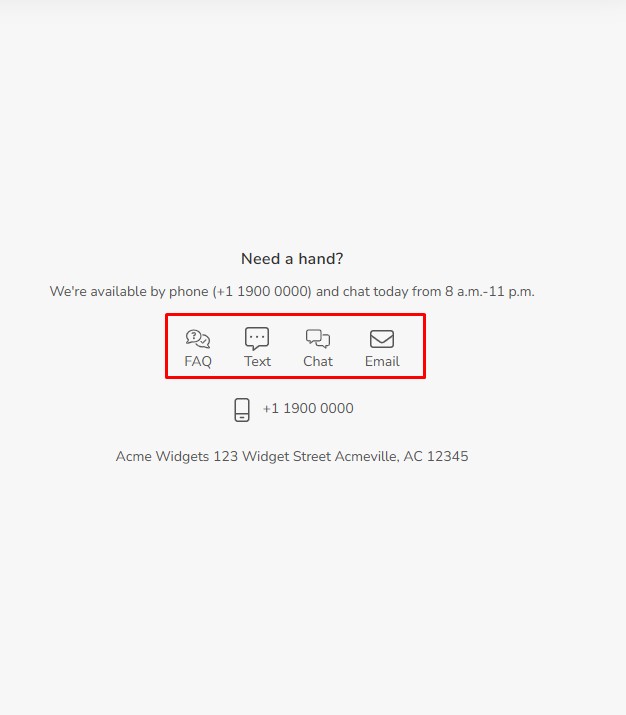 Need a hand?
We're available by phone (+1 1900 0000) and chat today from 8 a.m.-11 p.m.
FAQ Text Chat Email
+1 1900 0000
Acme Widgets 123 Widget Street Acmeville, AC 12345